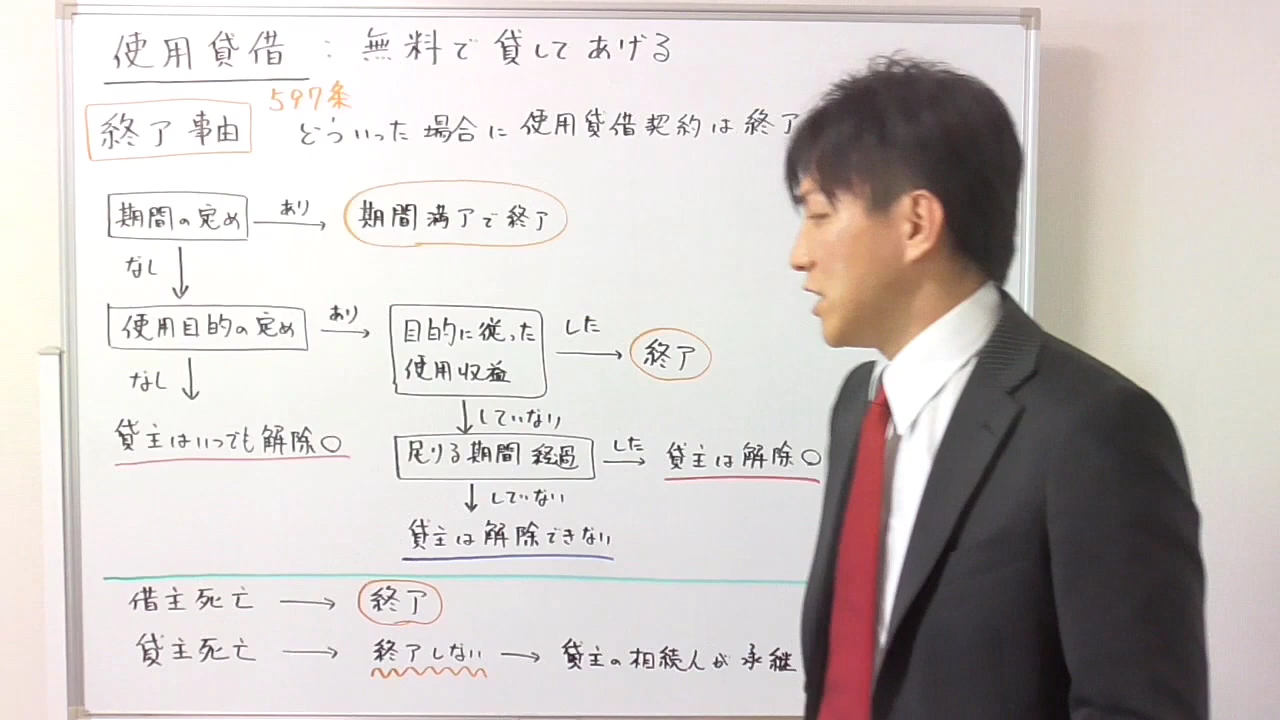 使用貸借：無料で貸してあげる
597条
終了事由 どういった場合に使用貸借契約は終了
期間の定め あり 期間満了で終了
なし
使用目的の定め あり 目的に従った使用収益 した 終了
なし
していない
貸主はいつでも解除○
足りる期間経過 した 貸主は解除○
していない
貸主は解除できない
借主死亡 → 終了
貸主死亡 → 終了しない → 貸主の相続人が承継